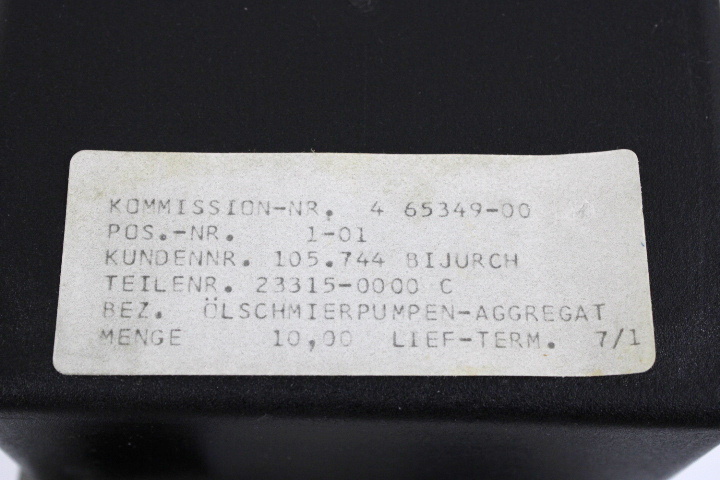 KOMMISSION-NR. 4 65349-00
POS.-NR. 1-01
KUNDENNR. 105.744 BIJURCH
TEILENR. 23315-0000 C
BEZ. ÖLSCHMIERPUMPEN-AGGREGAT
MENGE 10,00 LIEF-TERM. 7/1